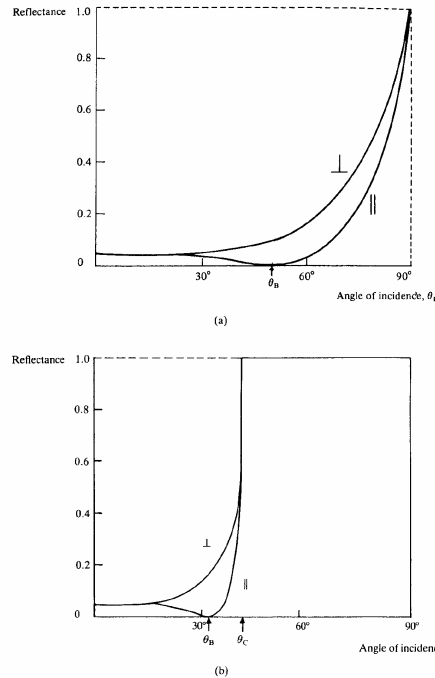 Reflectance 1.0
0.8
0.6
0.4
⊥
||
0.2
0
30° 60° 90°
θB
Angle of incidence, θ
(a)
Reflectance 1.0
0.8
0.6
0.4
⊥
0.2
||
0
30° 60° 90°
θB θC
Angle of inciden
(b)